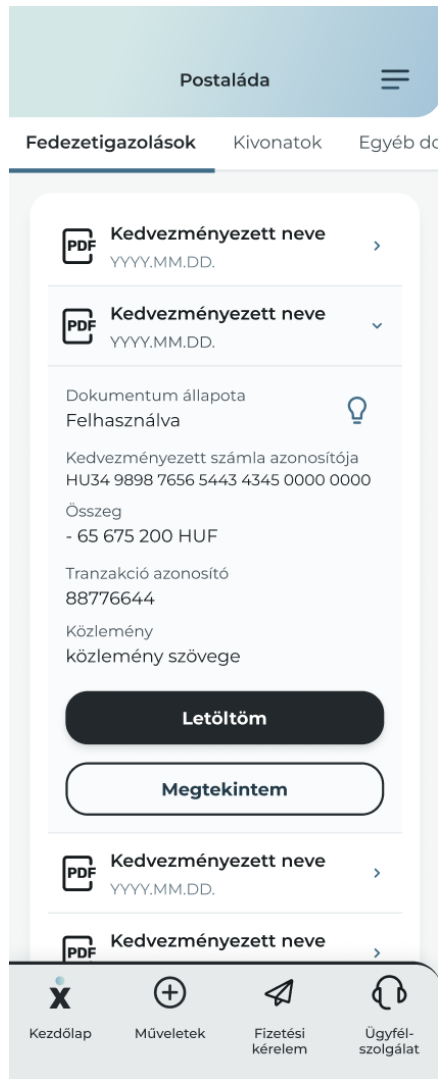 Postaláda
Fedezetigazolások Kivonatok Egyéb do
PDF Kedvezményezett neve
YYYY.MM.DD.
PDF Kedvezményezett neve
YYYY.MM.DD.
Dokumentum állapota
Felhasználva
Kedvezményezett számla azonosítója
HU34 9898 7656 5443 4345 0000 0000
Összeg
- 65 675 200 HUF
Tranzakció azonosító
88776644
Közlemény
közlemény szövege
Letöltöm
Megtekintem
PDF Kedvezményezett neve
YYYY.MM.DD.
PDF Kedvezményezett neve
Kezdőlap Műveletek Fizetési Ügyfél-
kérelem szolgálat